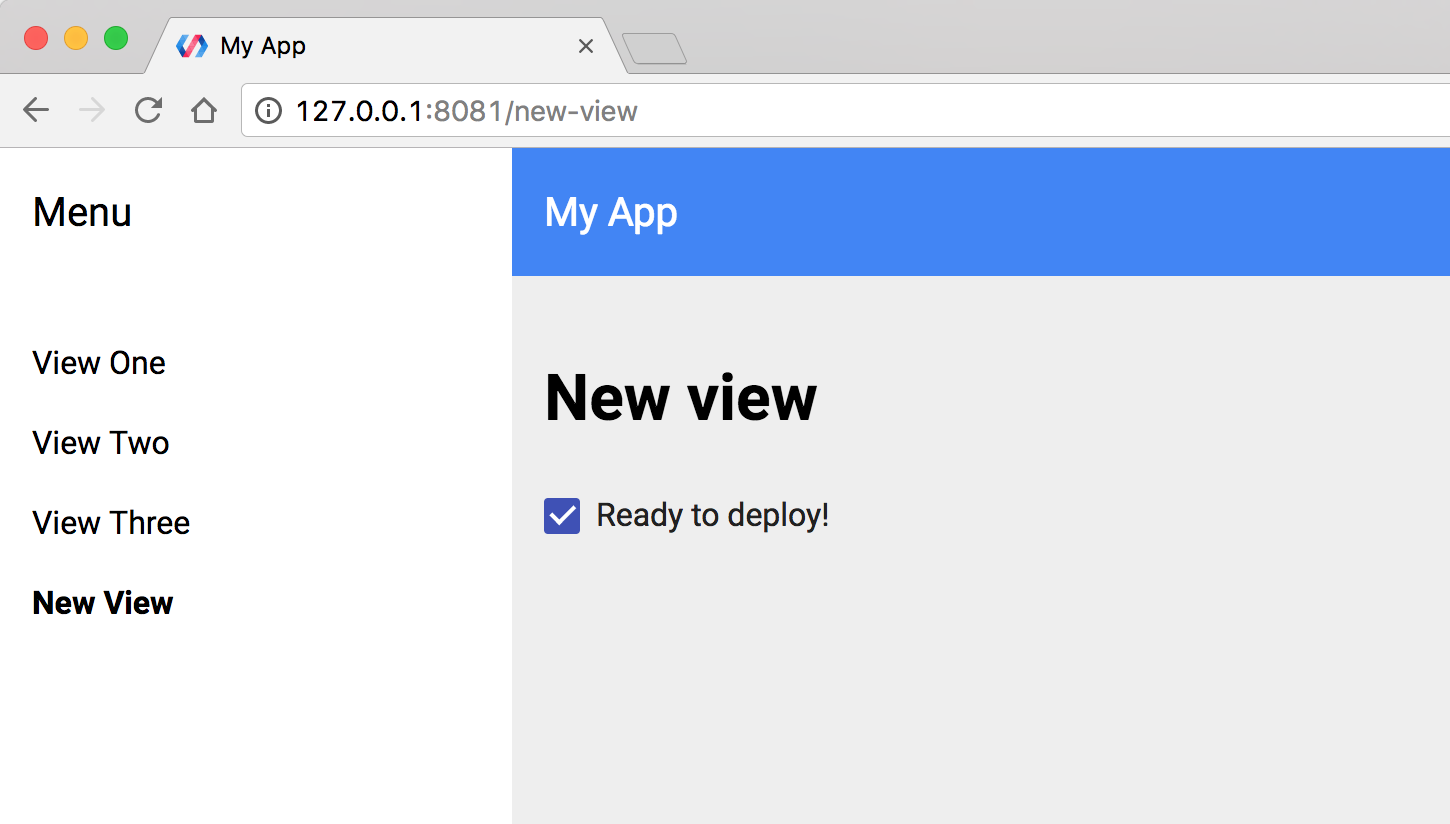 My App
127.0.0.1:8081/new-view
Menu
View One
View Two
View Three
New View
My App
New view
Ready to deploy!